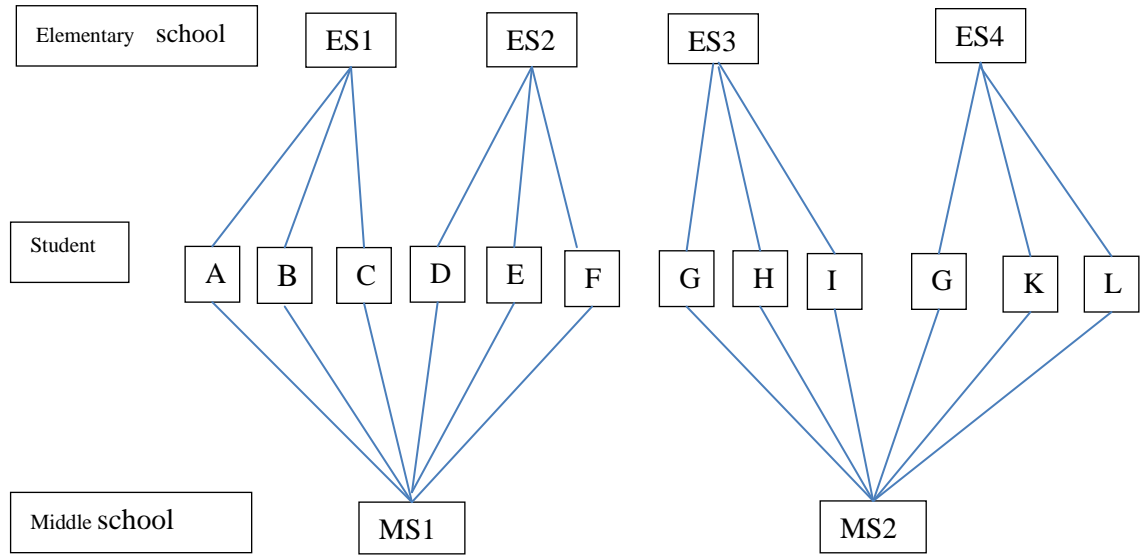 Elementary school
ES1 ES2 ES3 ES4
Student
A B C D E F G H I G K L
Middle school
MS1 MS2